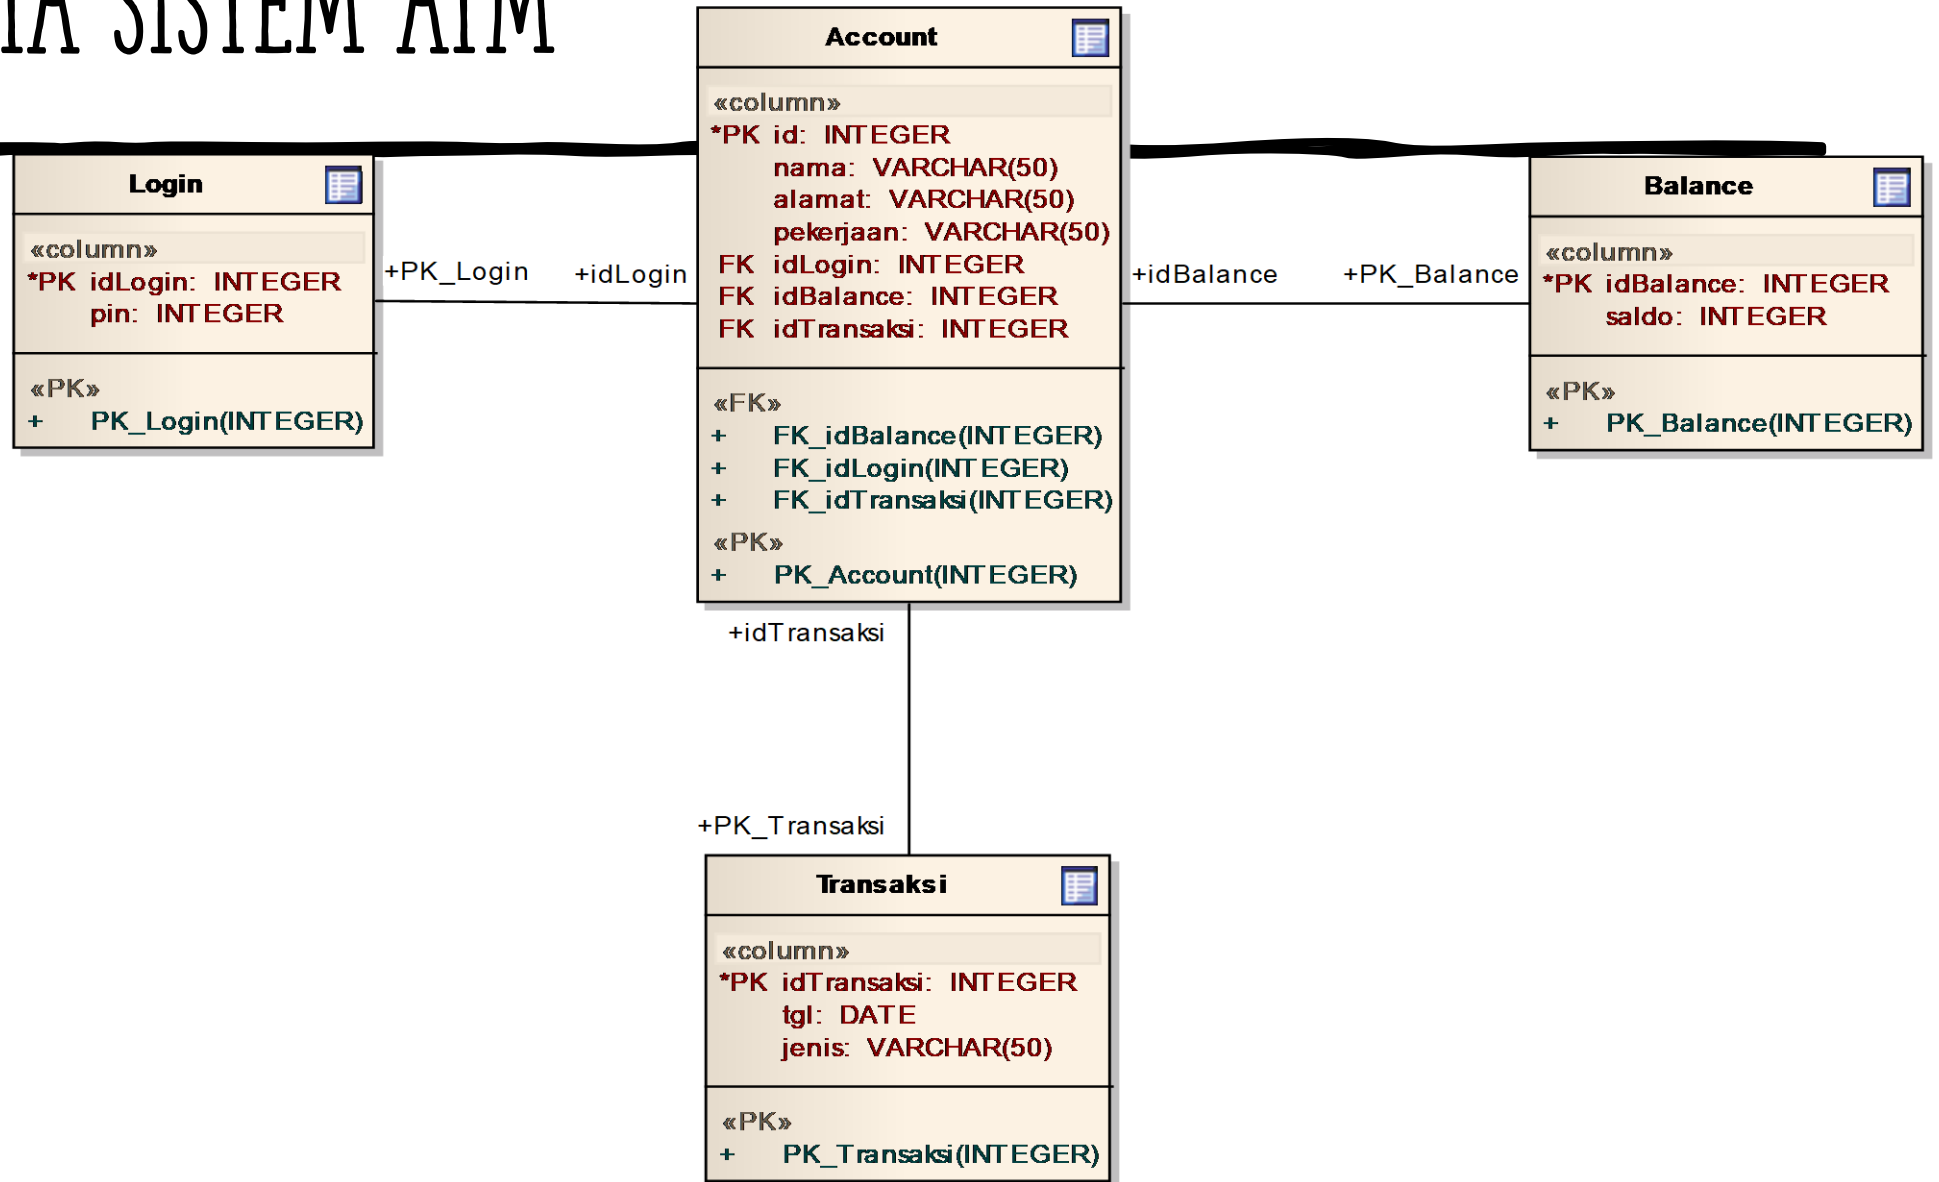 SISTEM ATM
Account
«column»
*PK id: INTEGER
nama: VARCHAR(50)
alamat: VARCHAR(50)
pekerjaan: VARCHAR(50)
FK idLogin: INTEGER
FK idBalance: INTEGER
FK idTransaksi: INTEGER
«FK»
+ FK_idBalance(INTEGER)
+ FK_idLogin(INTEGER)
+ FK_idTransaksi(INTEGER)
«PK»
+ PK_Account(INTEGER)
Login
«column»
*PK idLogin: INTEGER
pin: INTEGER
«PK»
+ PK_Login(INTEGER)
+PK_Login
+idLogin
+idBalance
+PK_Balance
Balance
«column»
*PK idBalance: INTEGER
saldo: INTEGER
«PK»
+ PK_Balance(INTEGER)
+idTransaksi
+PK_Transaksi
Transaksi
«column»
*PK idTransaksi: INTEGER
tgl: DATE
jenis: VARCHAR(50)
«PK»
+ PK_Transaksi(INTEGER)